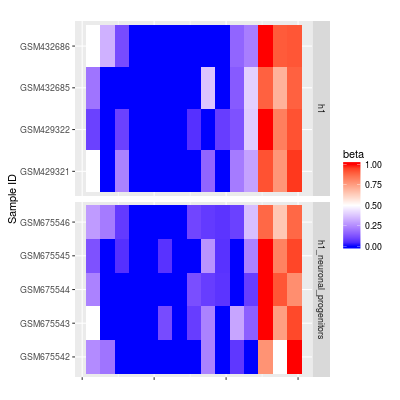 Sample ID
GSM432686
GSM432685
GSM429322
GSM429321
h1
GSM675546
GSM675545
GSM675544
GSM675543
GSM675542
h1_neuronal_progenitors
beta
1.00
0.75
0.50
0.25
0.00